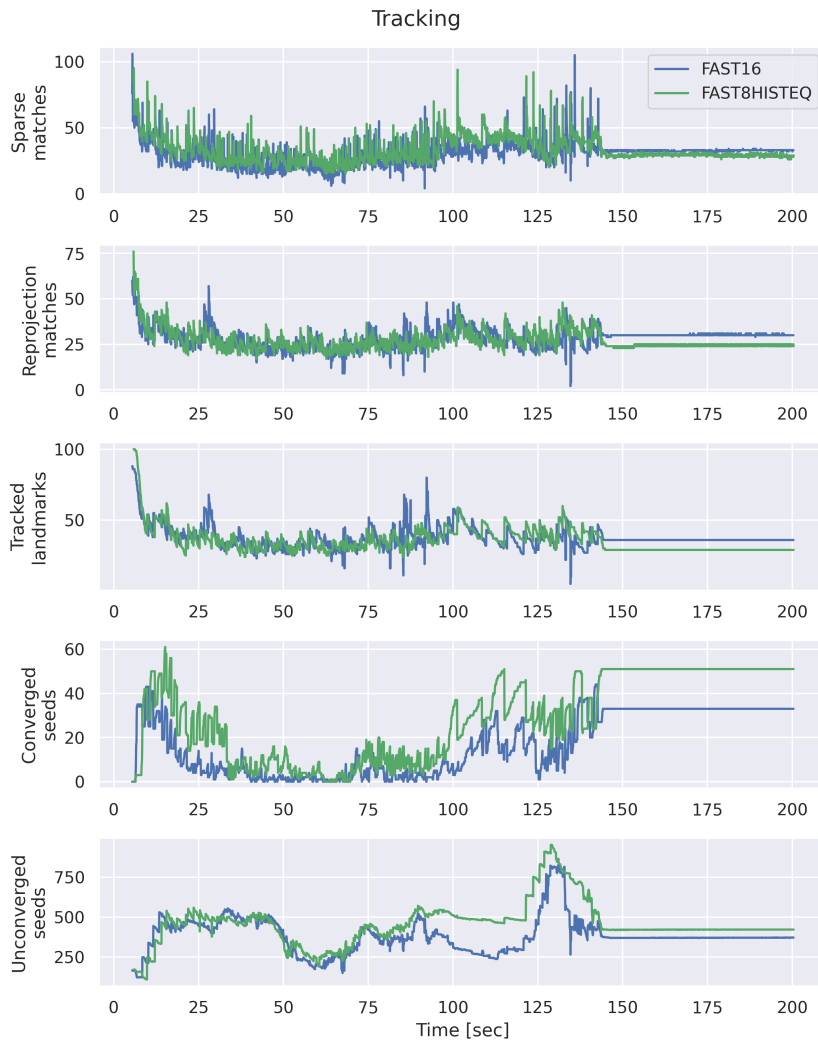 Tracking
Sparse
matches
100
50
0
FAST16
FAST8HISTEQ
0 25 50 75 100 125 150 175 200
Reprojection
matches
75
50
25
0
0 25 50 75 100 125 150 175 200
Tracked
landmarks
100
50
0 25 50 75 100 125 150 175 200
Converged
seeds
60
40
20
0
0 25 50 75 100 125 150 175 200
Unconverged
seeds
750
500
250
0 25 50 75 100 125 150 175 200
Time [sec]